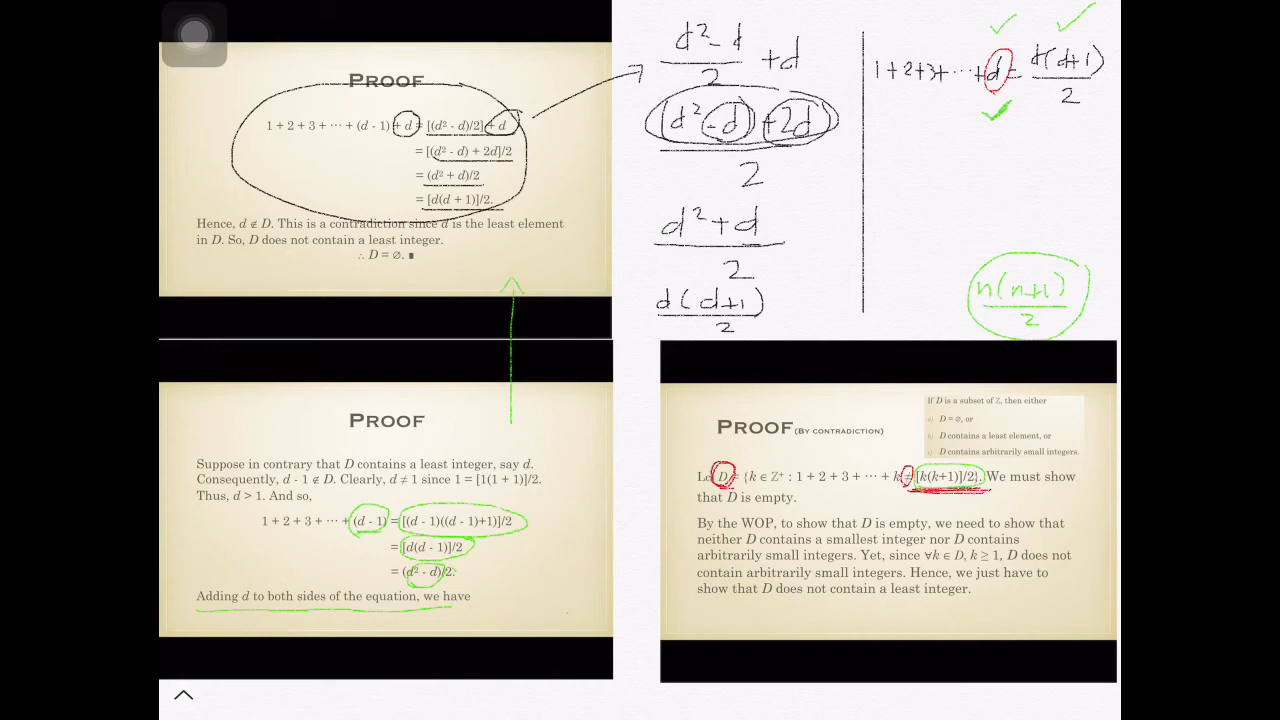 PROOF
1 + 2 + 3 + ⋯ + (d - 1) + d = [(d² - d)/2] + d
= [(d² - d) + 2d]/2
= (d² + d)/2
= [d(d + 1)]/2.
Hence, d ∉ D. This is a contradiction since d is the least element
in D. So, D does not contain a least integer.
∴ D = ∅. ∎
d² - d / 2 + d
(d² - d) + 2d / 2
d² + d / 2
d(d+1) / 2
1 + 2 + 3 + ⋯ + d = d(d+1) / 2
n(n+1) / 2
PROOF
Suppose in contrary that D contains a least integer, say d.
Consequently, d - 1 ∉ D. Clearly, d ≠ 1 since 1 = [1(1 + 1)]/2.
Thus, d > 1. And so,
1 + 2 + 3 + ⋯ + (d - 1) = [(d - 1)((d - 1)+1)]/2
= [d(d - 1)]/2
= (d² - d)/2.
Adding d to both sides of the equation, we have
If D is a subset of ℤ, then either
a) D = ∅, or
b) D contains a least element, or
c) D contains arbitrarily small integers.
PROOF (BY CONTRADICTION)
Le D = {k ∈ ℤ⁺ : 1 + 2 + 3 + ⋯ + k ≠ [k(k+1)]/2}. We must show
that D is empty.
By the WOP, to show that D is empty, we need to show that
neither D contains a smallest integer nor D contains
arbitrarily small integers. Yet, since ∀k ∈ D, k ≥ 1, D does not
contain arbitrarily small integers. Hence, we just have to
show that D does not contain a least integer.